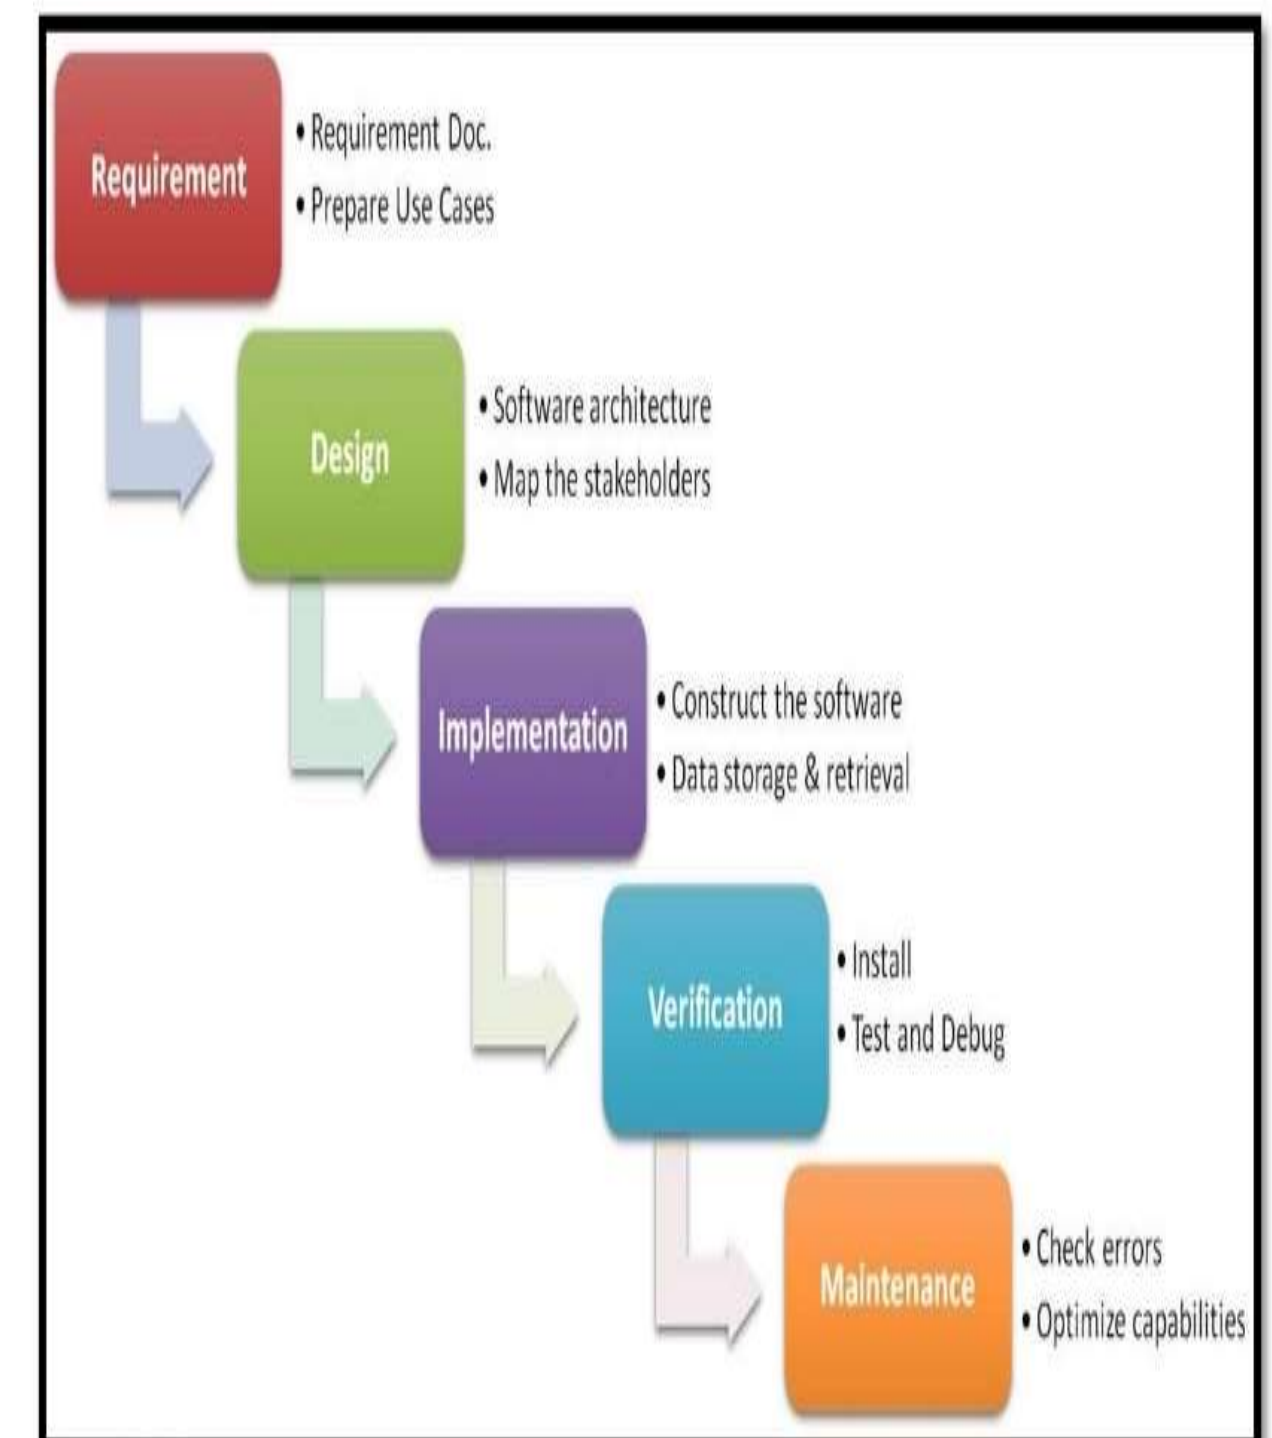 Requirement
• Requirement Doc.
• Prepare Use Cases
Design
• Software architecture
• Map the stakeholders
Implementation
• Construct the software
• Data storage & retrieval
Verification
• Install
• Test and Debug
Maintenance
• Check errors
• Optimize capabilities